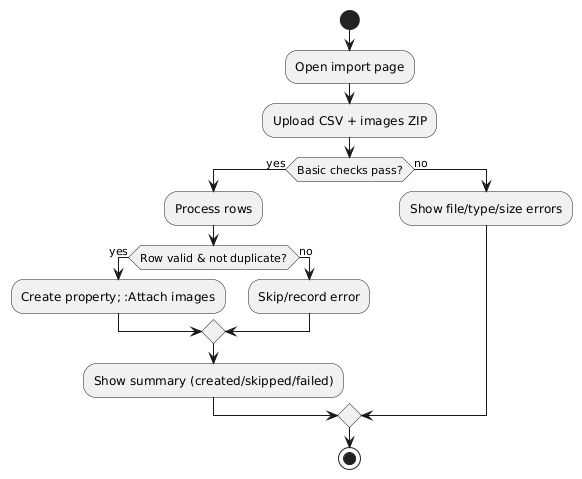 Open import page
Upload CSV + images ZIP
Basic checks pass?
yes
no
Process rows
Show file/type/size errors
Row valid & not duplicate?
yes
no
Create property; :Attach images
Skip/record error
Show summary (created/skipped/failed)